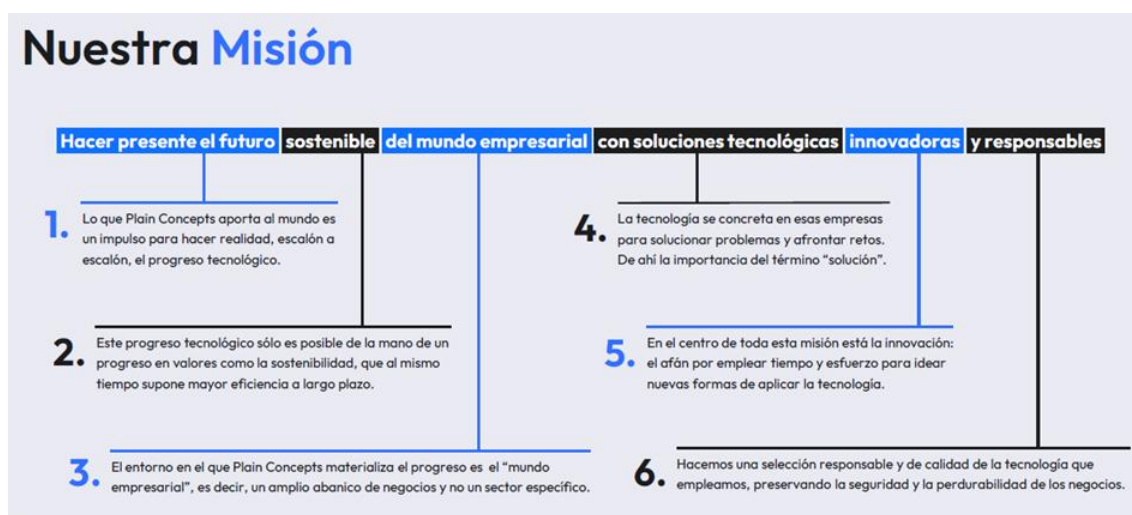 Nuestra Misión
Hacer presente el futuro sostenible del mundo empresarial con soluciones tecnológicas innovadoras y responsables
1. Lo que Plain Concepts aporta al mundo es
un impulso para hacer realidad, escalón a
escalón, el progreso tecnológico.
2. Este progreso tecnológico sólo es posible de la mano de un
progreso en valores como la sostenibilidad, que al mismo
tiempo supone mayor eficiencia a largo plazo.
3. El entorno en el que Plain Concepts materializa el progreso es el “mundo
empresarial”, es decir, un amplio abanico de negocios y no un sector específico.
4. La tecnología se concreta en esas empresas
para solucionar problemas y afrontar retos.
De ahí la importancia del término “solución”.
5. En el centro de toda esta misión está la innovación:
el afán por emplear tiempo y esfuerzo para idear
nuevas formas de aplicar la tecnología.
6. Hacemos una selección responsable y de calidad de la tecnología que
empleamos, preservando la seguridad y la perdurabilidad de los negocios.